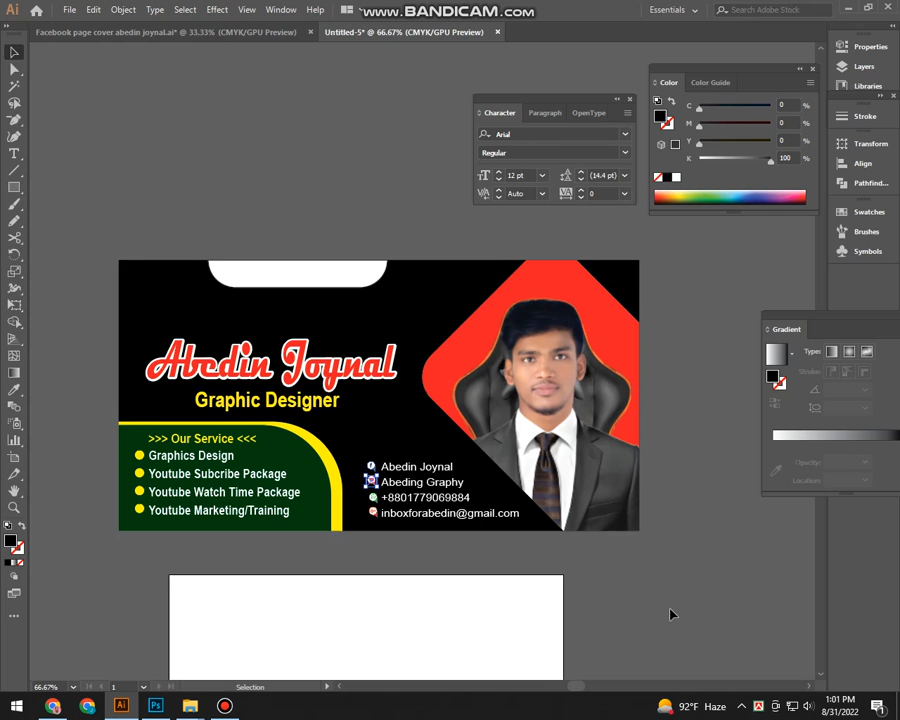 Ai File Edit Object Type Select Effect View Window Help www.BANDICAM.com Essentials Search Adobe Stock
Facebook page cover abedin joynal.ai* @ 33.33% (CMYK/GPU Preview) × Untitled-5* @ 66.67% (CMYK/GPU Preview) ×
Properties
Layers
Libraries
Stroke
Transform
Align
Pathfind...
Swatches
Brushes
Symbols
Color Color Guide
C 0 %
M 0 %
Y 0 %
K 100 %
Character Paragraph OpenType
Arial
Regular
12 pt (14.4 pt)
Auto 0
Gradient
Type:
Stroke:
Opacity:
Location:
Abedin Joynal
Graphic Designer
>>> Our Service <<<
Graphics Design
Youtube Subcribe Package
Youtube Watch Time Package
Youtube Marketing/Training
Abedin Joynal
Abeding Graphy
+8801779069884
inboxforabedin@gmail.com
66.67% 1 Selection
Ai Ps 92°F Haze 1:01 PM
8/31/2022